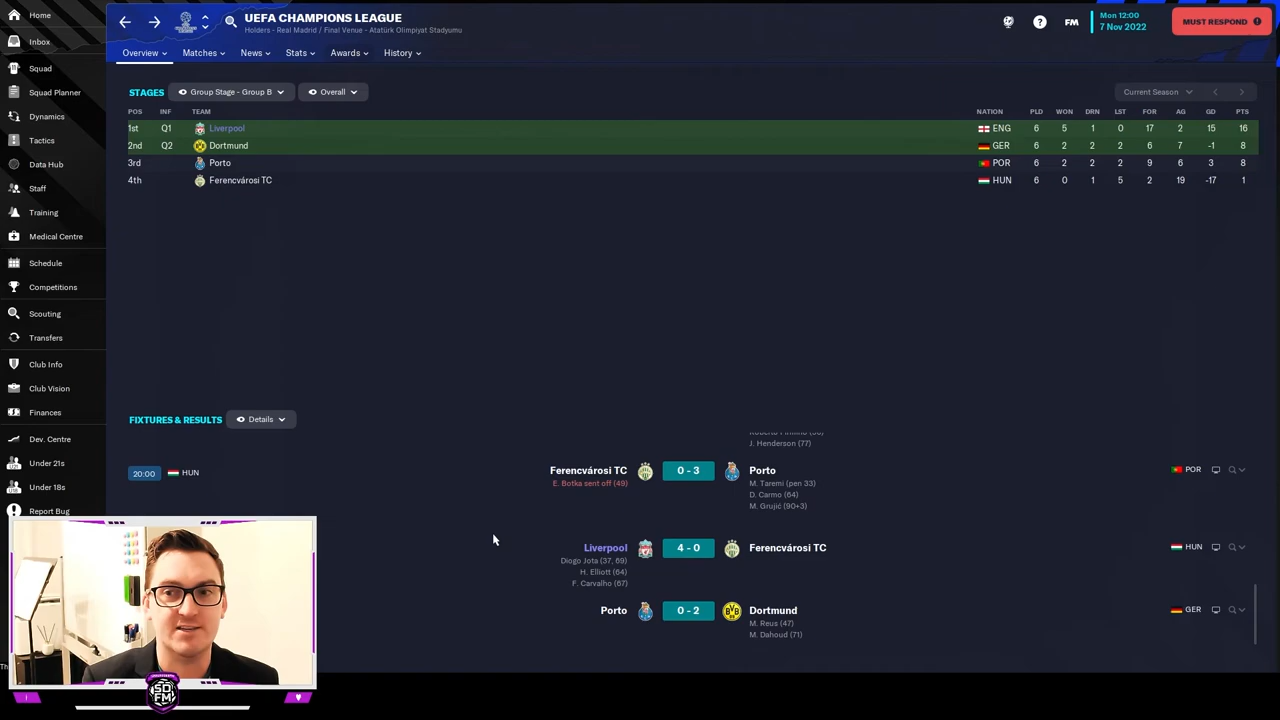 Home
Inbox
Squad
Squad Planner
Dynamics
Tactics
Data Hub
Staff
Training
Medical Centre
Schedule
Competitions
Scouting
Transfers
Club Info
Club Vision
Finances
Dev. Centre
Under 21s
Under 18s
Report Bug
UEFA CHAMPIONS LEAGUE
Holders - Real Madrid / Final Venue - Atatürk Olimpiyat Stadyumu
FM
Mon 12:00
7 Nov 2022
MUST RESPOND
Overview Matches News Stats Awards History
STAGES Group Stage - Group B Overall Current Season
POS INF TEAM NATION PLD WON DRN LST FOR AG GD PTS
1st Q1 Liverpool ENG 6 5 1 0 17 2 15 16
2nd Q2 Dortmund GER 6 2 2 2 6 7 -1 8
3rd Porto POR 6 2 2 2 9 6 3 8
4th Ferencvárosi TC HUN 6 0 1 5 2 19 -17 1
FIXTURES & RESULTS Details
J. Henderson (77)
20:00 HUN Ferencvárosi TC 0 - 3 Porto POR
E. Botka sent off (49) M. Taremi (pen 33)
D. Carmo (64)
M. Grujić (90+3)
Liverpool 4 - 0 Ferencvárosi TC HUN
Diogo Jota (37, 69)
H. Elliott (64)
F. Carvalho (67)
Porto 0 - 2 Dortmund GER
M. Reus (47)
M. Dahoud (71)
SDFM